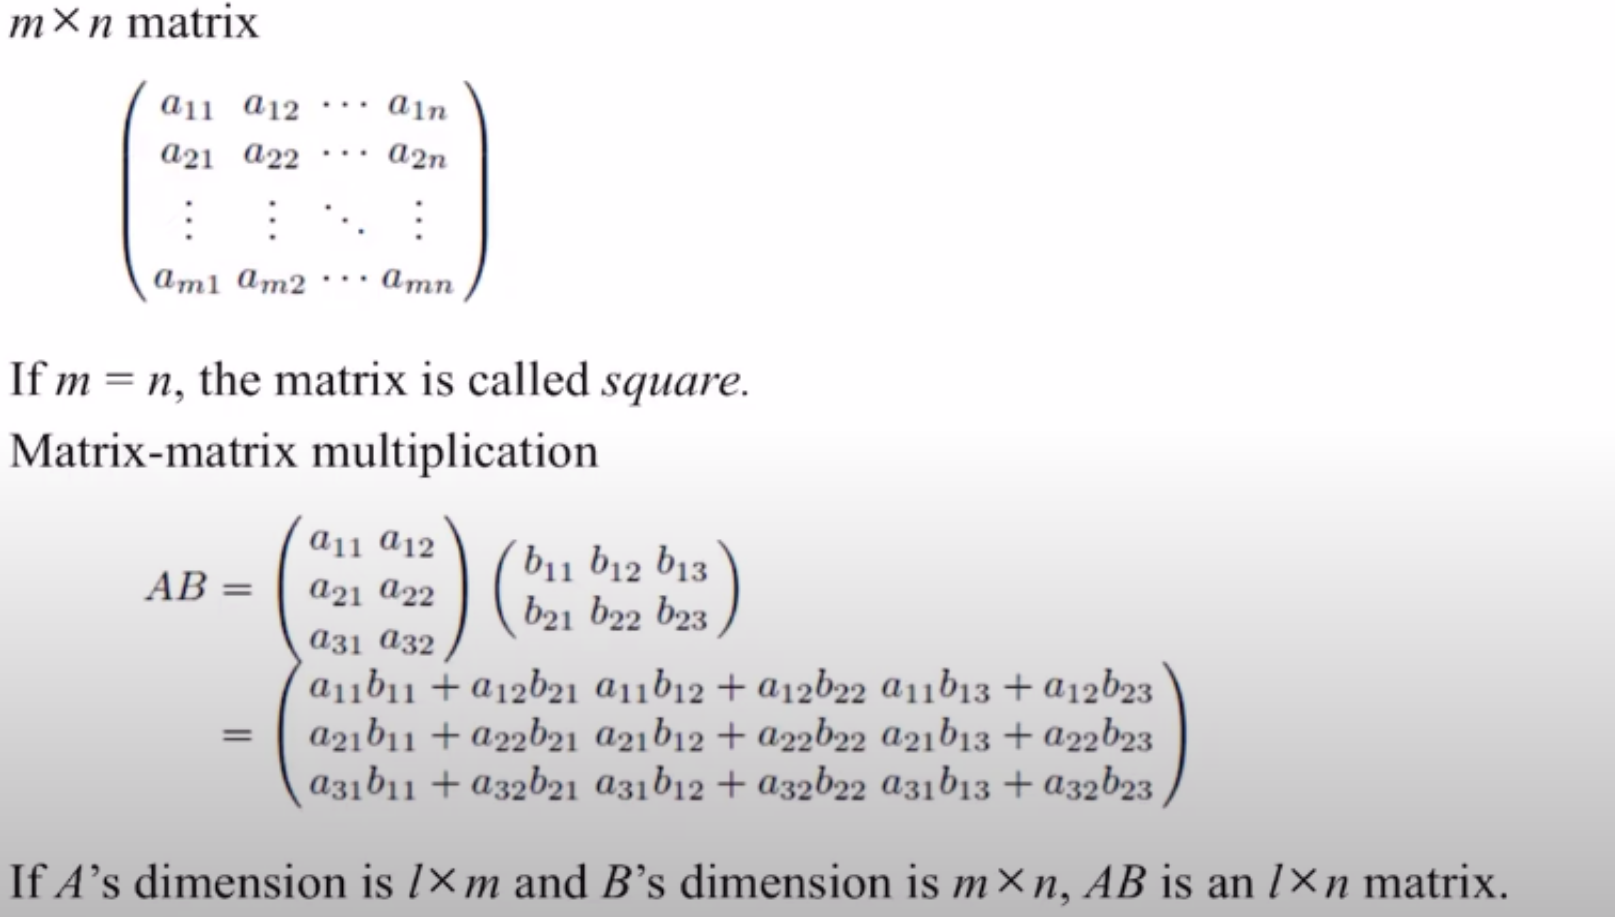 m×n matrix
a11 a12 ··· a1n
a21 a22 ··· a2n
⋮ ⋮ ⋱ ⋮
am1 am2 ··· amn
If m = n, the matrix is called square.
Matrix-matrix multiplication
AB = (a11 a12
a21 a22
a31 a32) (b11 b12 b13
b21 b22 b23)
= (a11b11 + a12b21 a11b12 + a12b22 a11b13 + a12b23
a21b11 + a22b21 a21b12 + a22b22 a21b13 + a22b23
a31b11 + a32b21 a31b12 + a32b22 a31b13 + a32b23)
If A’s dimension is l×m and B’s dimension is m×n, AB is an l×n matrix.